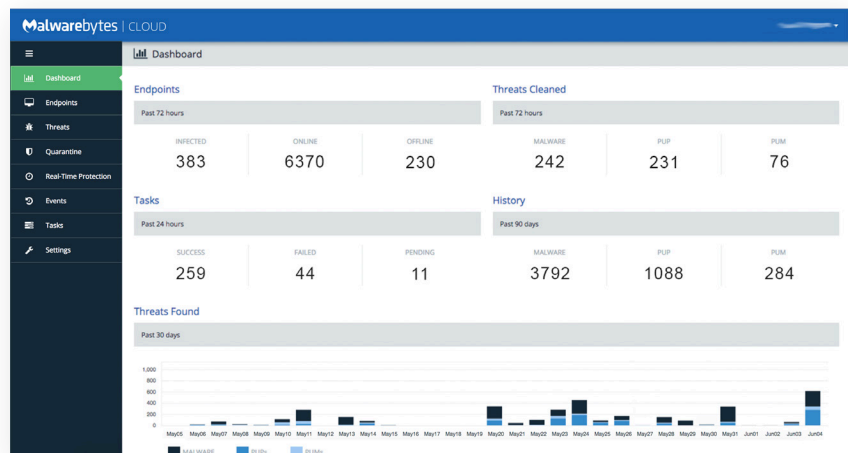 Malwarebytes | CLOUD
Dashboard
Dashboard
Endpoints
Threats
Quarantine
Real-Time Protection
Events
Tasks
Settings
Endpoints
Past 72 hours
INFECTED ONLINE OFFLINE
383 6370 230
Threats Cleaned
Past 72 hours
MALWARE PUP PUM
242 231 76
Tasks
Past 24 hours
SUCCESS FAILED PENDING
259 44 11
History
Past 90 days
MALWARE PUP PUM
3792 1088 284
Threats Found
Past 30 days
1,000
800
600
400
200
0
May05 May06 May07 May08 May09 May10 May11 May12 May13 May14 May15 May16 May17 May18 May19 May20 May21 May22 May23 May24 May25 May26 May27 May28 May29 May30 May31 Jun01 Jun02 Jun03 Jun04
MALWARE PUPs PUMs